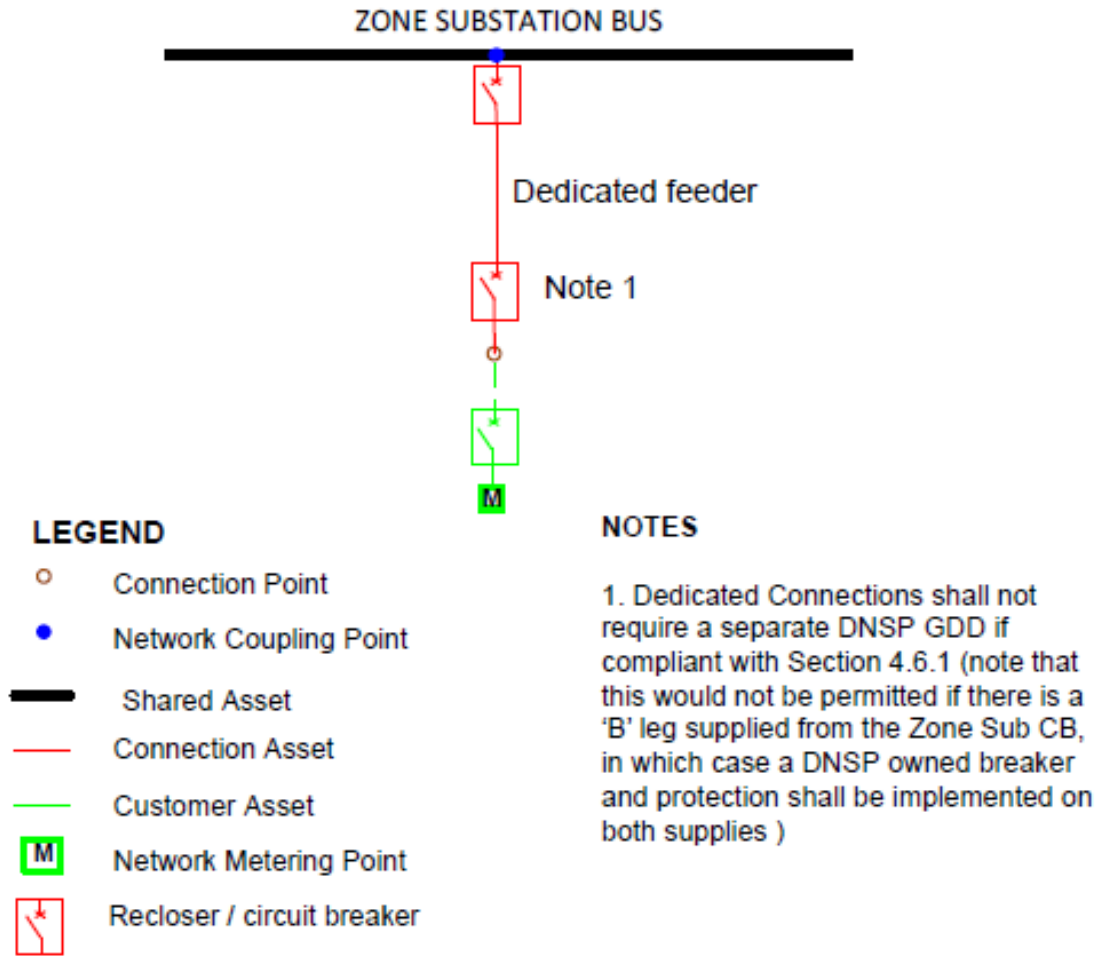 ZONE SUBSTATION BUS
Dedicated feeder
Note 1
M
LEGEND
Connection Point
Network Coupling Point
Shared Asset
Connection Asset
Customer Asset
M
Network Metering Point
Recloser / circuit breaker
NOTES
1. Dedicated Connections shall not
require a separate DNSP GDD if
compliant with Section 4.6.1 (note that
this would not be permitted if there is a
‘B’ leg supplied from the Zone Sub CB,
in which case a DNSP owned breaker
and protection shall be implemented on
both supplies )